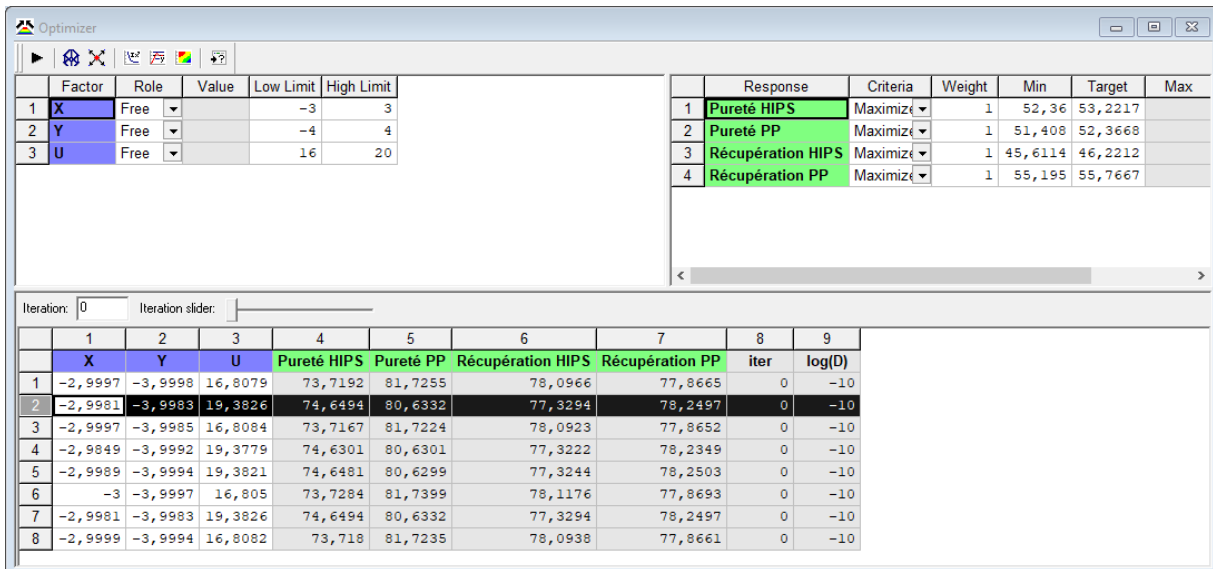 Optimizer
Factor Role Value Low Limit High Limit
1 X Free -3 3
2 Y Free -4 4
3 U Free 16 20
Response Criteria Weight Min Target Max
1 Pureté HIPS Maximize 1 52,36 53,2217
2 Pureté PP Maximize 1 51,408 52,3668
3 Récupération HIPS Maximize 1 45,6114 46,2212
4 Récupération PP Maximize 1 55,195 55,7667
Iteration: 0 Iteration slider:
1 2 3 4 5 6 7 8 9
X Y U Pureté HIPS Pureté PP Récupération HIPS Récupération PP iter log(D)
1 -2,9997 -3,9998 16,8079 73,7192 81,7255 78,0966 77,8665 0 -10
2 -2,9981 -3,9983 19,3826 74,6494 80,6332 77,3294 78,2497 0 -10
3 -2,9997 -3,9985 16,8084 73,7167 81,7224 78,0923 77,8652 0 -10
4 -2,9849 -3,9992 19,3779 74,6301 80,6301 77,3222 78,2349 0 -10
5 -2,9989 -3,9994 19,3821 74,6481 80,6299 77,3244 78,2503 0 -10
6 -3 -3,9997 16,805 73,7284 81,7399 78,1176 77,8693 0 -10
7 -2,9981 -3,9983 19,3826 74,6494 80,6332 77,3294 78,2497 0 -10
8 -2,9999 -3,9994 16,8082 73,718 81,7235 78,0938 77,8661 0 -10